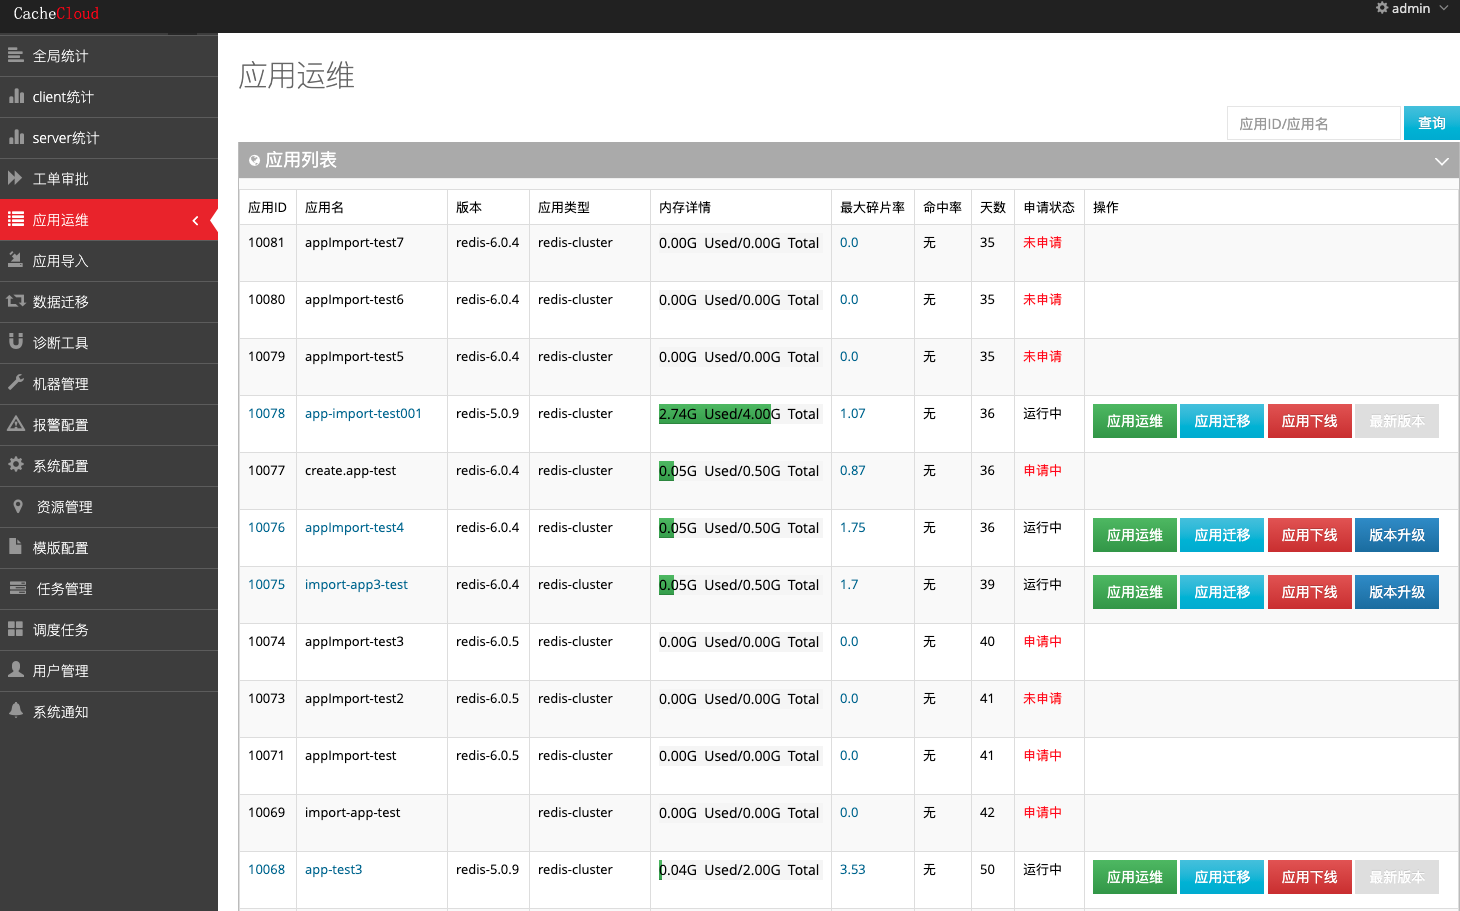 CacheCloud
admin
全局统计
client统计
server统计
工单审批
应用运维
应用导入
数据迁移
诊断工具
机器管理
报警配置
系统配置
资源管理
模版配置
任务管理
调度任务
用户管理
系统通知
应用运维
应用ID/应用名 查询
应用列表
应用ID 应用名 版本 应用类型 内存详情 最大碎片率 命中率 天数 申请状态 操作
10081 appImport-test7 redis-6.0.4 redis-cluster 0.00G Used/0.00G Total 0.0 无 35 未申请
10080 appImport-test6 redis-6.0.4 redis-cluster 0.00G Used/0.00G Total 0.0 无 35 未申请
10079 appImport-test5 redis-6.0.4 redis-cluster 0.00G Used/0.00G Total 0.0 无 35 未申请
10078 app-import-test001 redis-5.0.9 redis-cluster 2.74G Used/4.00G Total 1.07 无 36 运行中 应用运维 应用迁移 应用下线 最新版本
10077 create.app-test redis-6.0.4 redis-cluster 0.05G Used/0.50G Total 0.87 无 36 申请中
10076 appImport-test4 redis-6.0.4 redis-cluster 0.05G Used/0.50G Total 1.75 无 36 运行中 应用运维 应用迁移 应用下线 版本升级
10075 import-app3-test redis-6.0.4 redis-cluster 0.05G Used/0.50G Total 1.7 无 39 运行中 应用运维 应用迁移 应用下线 版本升级
10074 appImport-test3 redis-6.0.5 redis-cluster 0.00G Used/0.00G Total 0.0 无 40 申请中
10073 appImport-test2 redis-6.0.5 redis-cluster 0.00G Used/0.00G Total 0.0 无 41 未申请
10071 appImport-test redis-6.0.5 redis-cluster 0.00G Used/0.00G Total 0.0 无 41 申请中
10069 import-app-test redis-cluster 0.00G Used/0.00G Total 0.0 无 42 申请中
10068 app-test3 redis-5.0.9 redis-cluster 0.04G Used/2.00G Total 3.53 无 50 运行中 应用运维 应用迁移 应用下线 最新版本